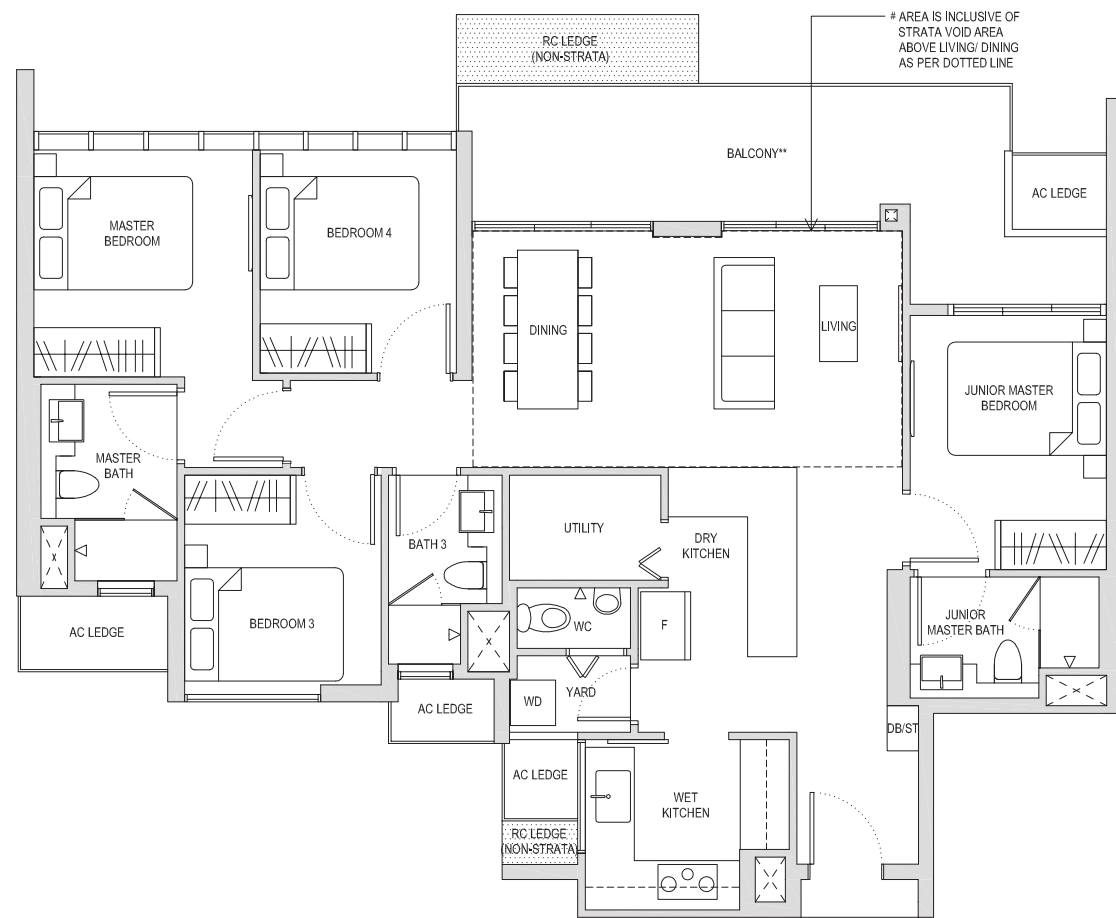 # AREA IS INCLUSIVE OF
STRATA VOID AREA
ABOVE LIVING/ DINING
AS PER DOTTED LINE
RC LEDGE
(NON-STRATA)
BALCONY**
AC LEDGE
MASTER
BEDROOM
BEDROOM 4
DINING
LIVING
JUNIOR MASTER
BEDROOM
MASTER
BATH
UTILITY
DRY
KITCHEN
BATH 3
BEDROOM 3
WC
F
JUNIOR
MASTER BATH
AC LEDGE
WD
YARD
AC LEDGE
DB/ST
AC LEDGE
WET
KITCHEN
RC LEDGE
(NON-STRATA)